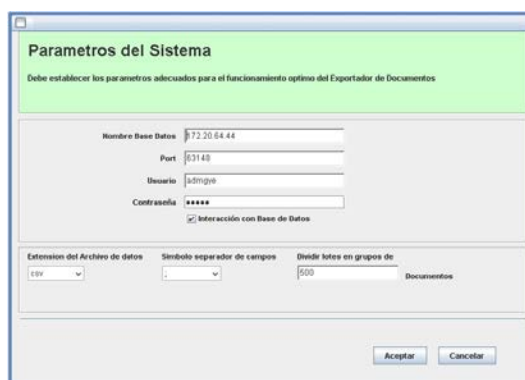 Parametros del Sistema
Debe establecer los parametros adecuados para el funcionamiento optimo del Exportador de Documentos
Nombre Base Datos 172.20.64.44
Port 63148
Usuario admgye
Contraseña •••••
Interacción con Base de Datos
Extension del Archivo de datos Simbolo separador de campos Dividir lotes en grupos de
csv 500 Documentos
Aceptar Cancelar